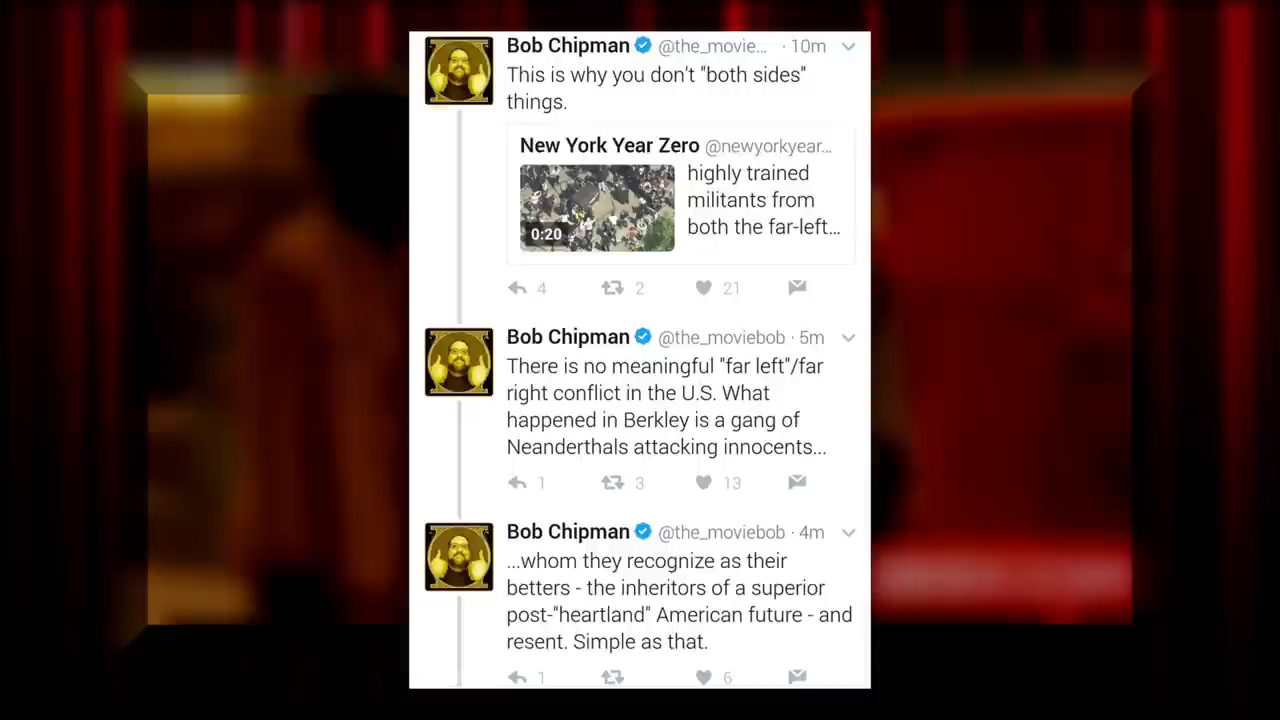 Bob Chipman @the_movie... · 10m
This is why you don't "both sides"
things.
New York Year Zero @newyorkyear...
highly trained
militants from
both the far-left...
0:20
4 2 21
Bob Chipman @the_moviebob · 5m
There is no meaningful "far left"/far
right conflict in the U.S. What
happened in Berkley is a gang of
Neanderthals attacking innocents...
1 3 13
Bob Chipman @the_moviebob · 4m
...whom they recognize as their
betters - the inheritors of a superior
post-"heartland" American future - and
resent. Simple as that.
1 6